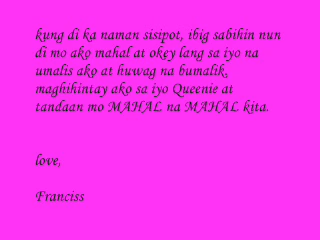 kung di ka naman sisipot, ibig sabihin nun
di mo ako mahal at okey lang sa iyo na
umalis ako at huwag na bumalik,
maghihintay ako sa iyo Queenie at
tandaan mo MAHAL na MAHAL kita.
love,
Franciss